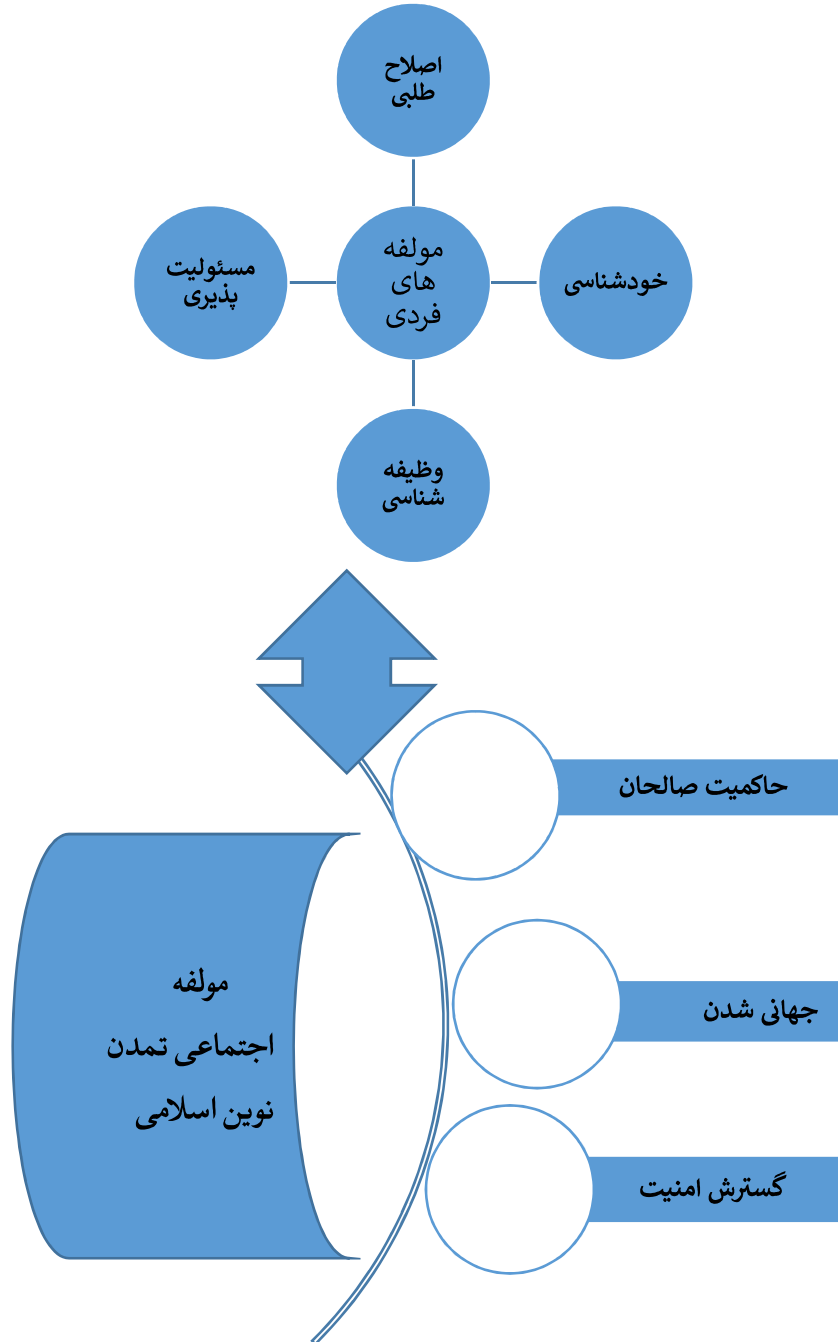 اصلاح
طلبی
مولفه
های
فردی
خودشناسی
مسئولیت
پذیری
وظیفه
شناسی
حاکمیت صالحان
جهانی شدن
گسترش امنیت
مولفه
اجتماعی تمدن
نوین اسلامی